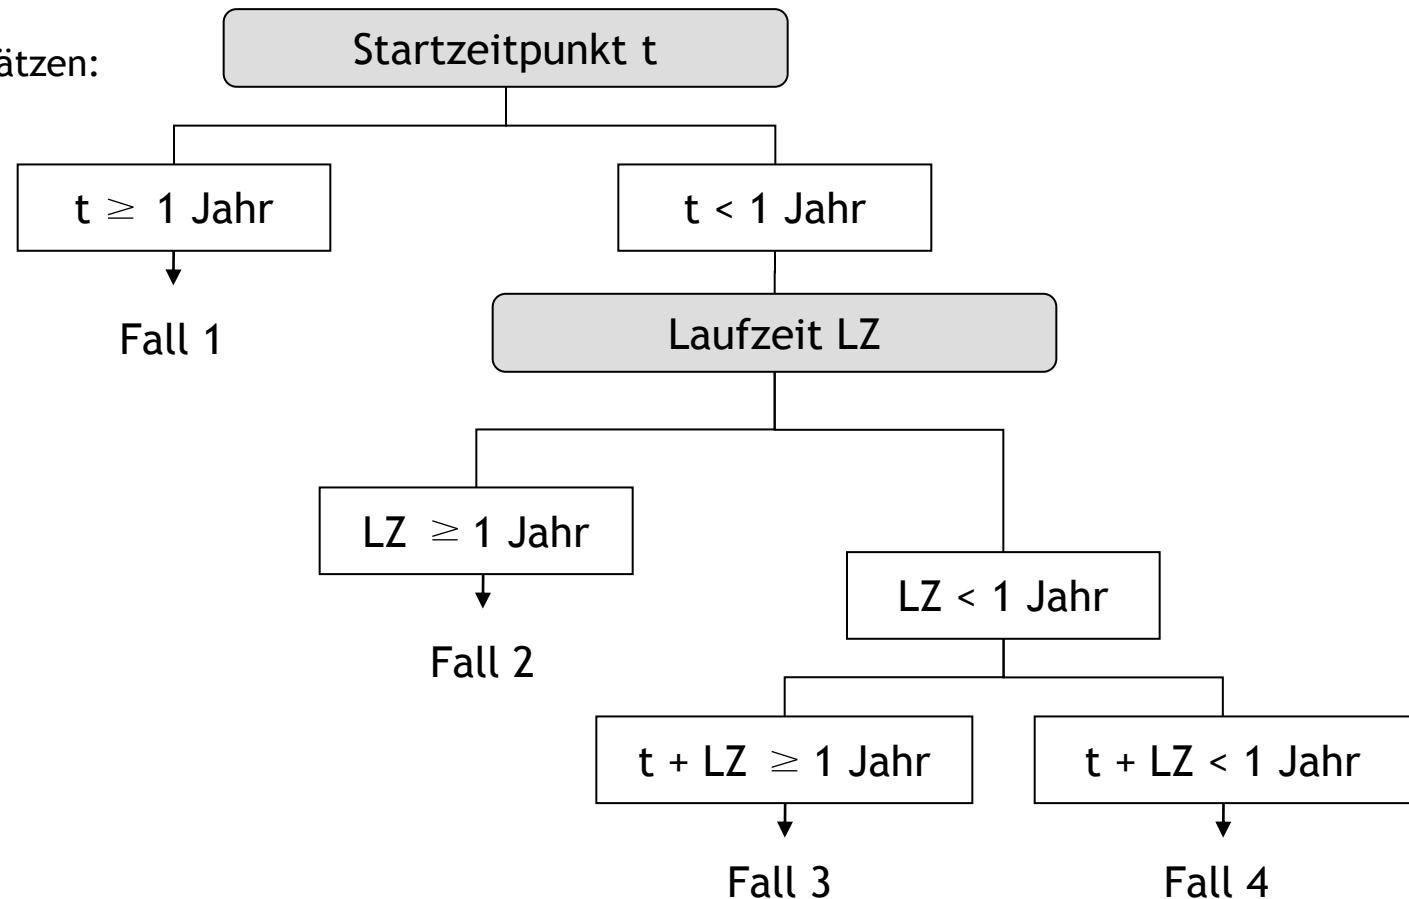 Startzeitpunkt t
ätzen:
t ≥ 1 Jahr
t < 1 Jahr
Fall 1
Laufzeit LZ
LZ ≥ 1 Jahr
LZ < 1 Jahr
Fall 2
t + LZ ≥ 1 Jahr
t + LZ < 1 Jahr
Fall 3
Fall 4